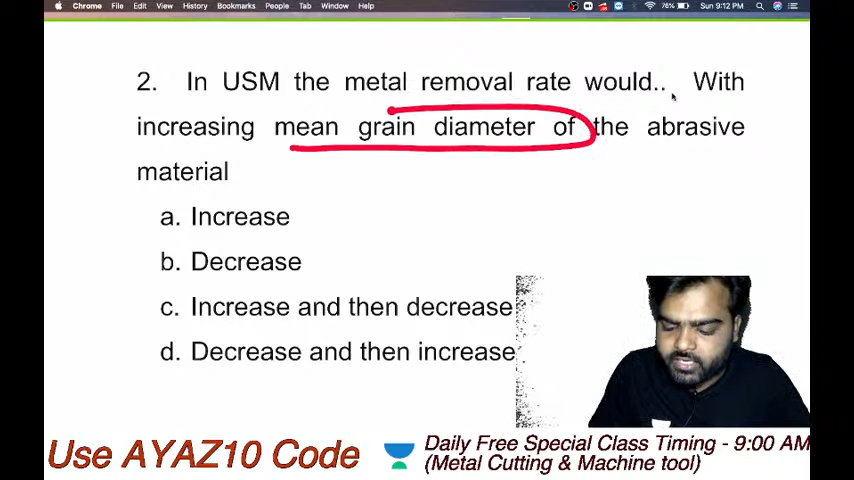 Chrome File Edit View History Bookmarks People Tab Window Help 76% Sun 9:12 PM
2. In USM the metal removal rate would.. With
increasing mean grain diameter of the abrasive
material
a. Increase
b. Decrease
c. Increase and then decrease
d. Decrease and then increase
Use AYAZ10 Code
Daily Free Special Class Timing - 9:00 AM
(Metal Cutting & Machine tool)